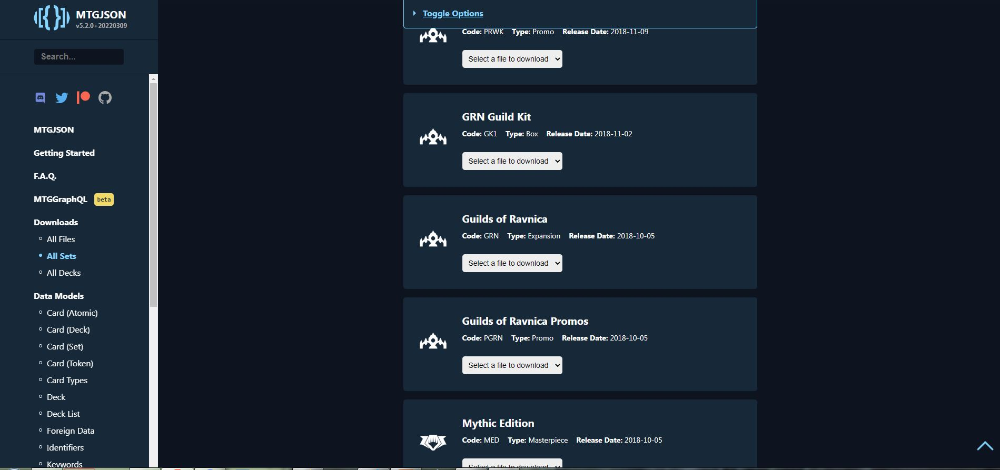 MTGJSON
v5.2.0+20220309
Search...
MTGJSON
Getting Started
F.A.Q.
MTGGraphQL beta
Downloads
All Files
All Sets
All Decks
Data Models
Card (Atomic)
Card (Deck)
Card (Set)
Card (Token)
Card Types
Deck
Deck List
Foreign Data
Identifiers
Keywords
Toggle Options
Code: PRWK Type: Promo Release Date: 2018-11-09
Select a file to download
GRN Guild Kit
Code: GK1 Type: Box Release Date: 2018-11-02
Select a file to download
Guilds of Ravnica
Code: GRN Type: Expansion Release Date: 2018-10-05
Select a file to download
Guilds of Ravnica Promos
Code: PGRN Type: Promo Release Date: 2018-10-05
Select a file to download
Mythic Edition
Code: MED Type: Masterpiece Release Date: 2018-10-05
Select a file to download